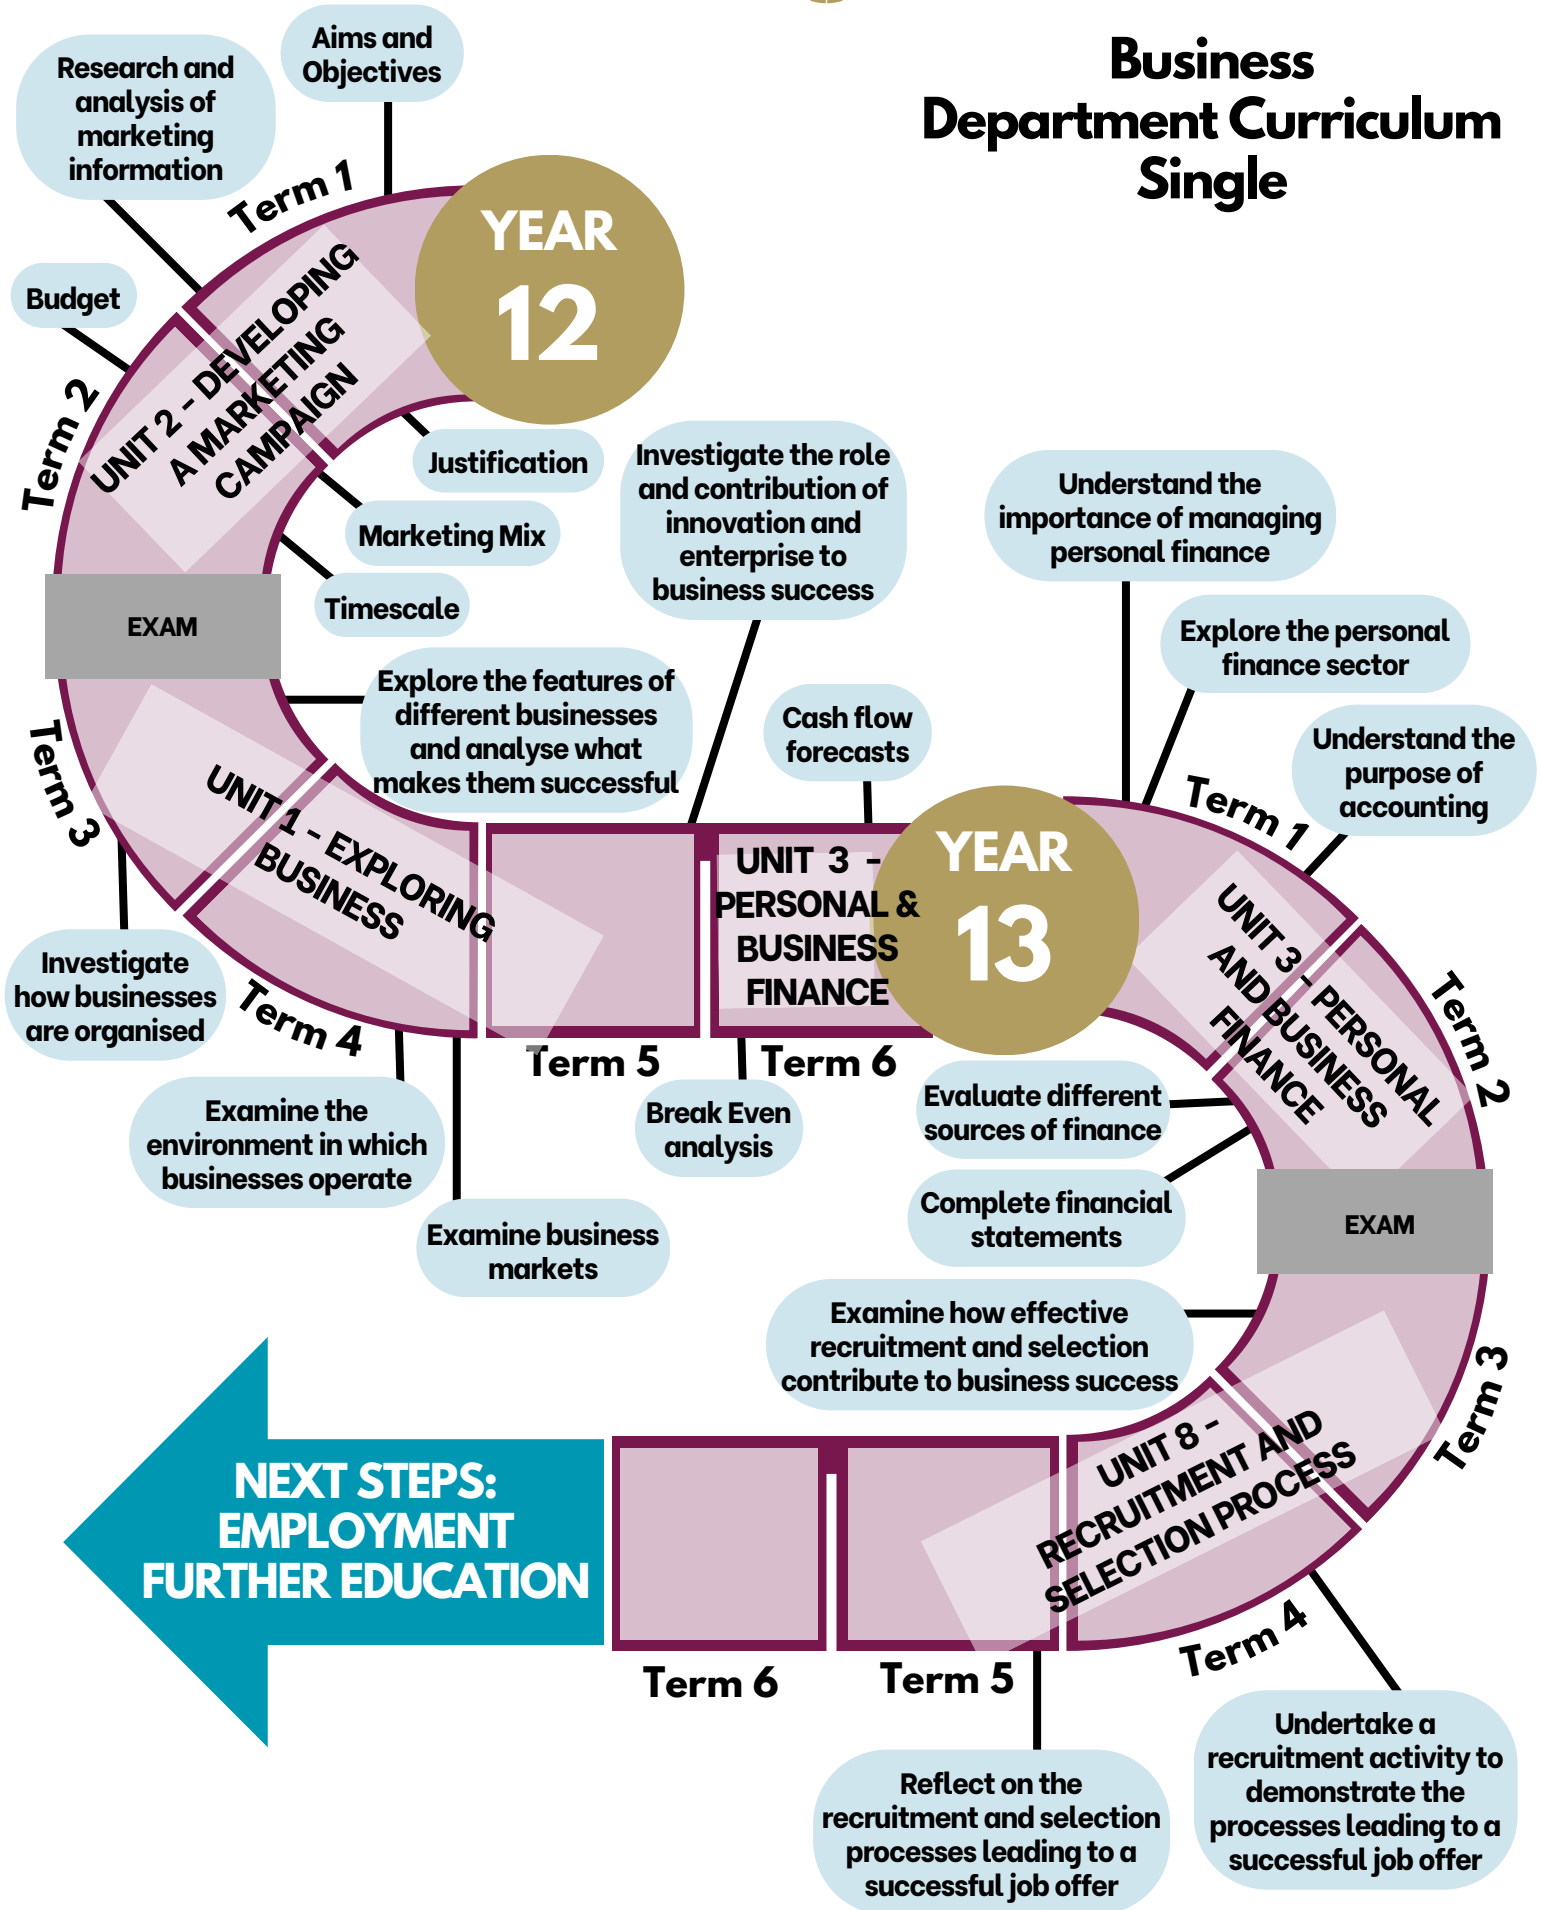 Business
Department Curriculum
Single
Aims and
Objectives
Research and
analysis of
marketing
information
Term 1
YEAR
12
Budget
UNIT 2 - DEVELOPING
A MARKETING
CAMPAIGN
Term 2
Justification
Marketing Mix
Timescale
EXAM
Explore the features of
different businesses
and analyse what
makes them successful
Term 3
UNIT 1 - EXPLORING
BUSINESS
Investigate
how businesses
are organised
Term 4
Examine the
environment in which
businesses operate
Examine business
markets
Investigate the role
and contribution of
innovation and
enterprise to
business success
Term 5
Cash flow
forecasts
UNIT 3 -
PERSONAL &
BUSINESS
FINANCE
Term 6
Break Even
analysis
YEAR
13
Understand the
importance of managing
personal finance
Explore the personal
finance sector
Understand the
purpose of
accounting
Term 1
UNIT 3 - PERSONAL
AND BUSINESS
FINANCE
Term 2
Evaluate different
sources of finance
Complete financial
statements
EXAM
Examine how effective
recruitment and selection
contribute to business success
Term 3
UNIT 8 -
RECRUITMENT AND
SELECTION PROCESS
Term 4
Undertake a
recruitment activity to
demonstrate the
processes leading to a
successful job offer
Term 5
Reflect on the
recruitment and selection
processes leading to a
successful job offer
Term 6
NEXT STEPS:
EMPLOYMENT
FURTHER EDUCATION